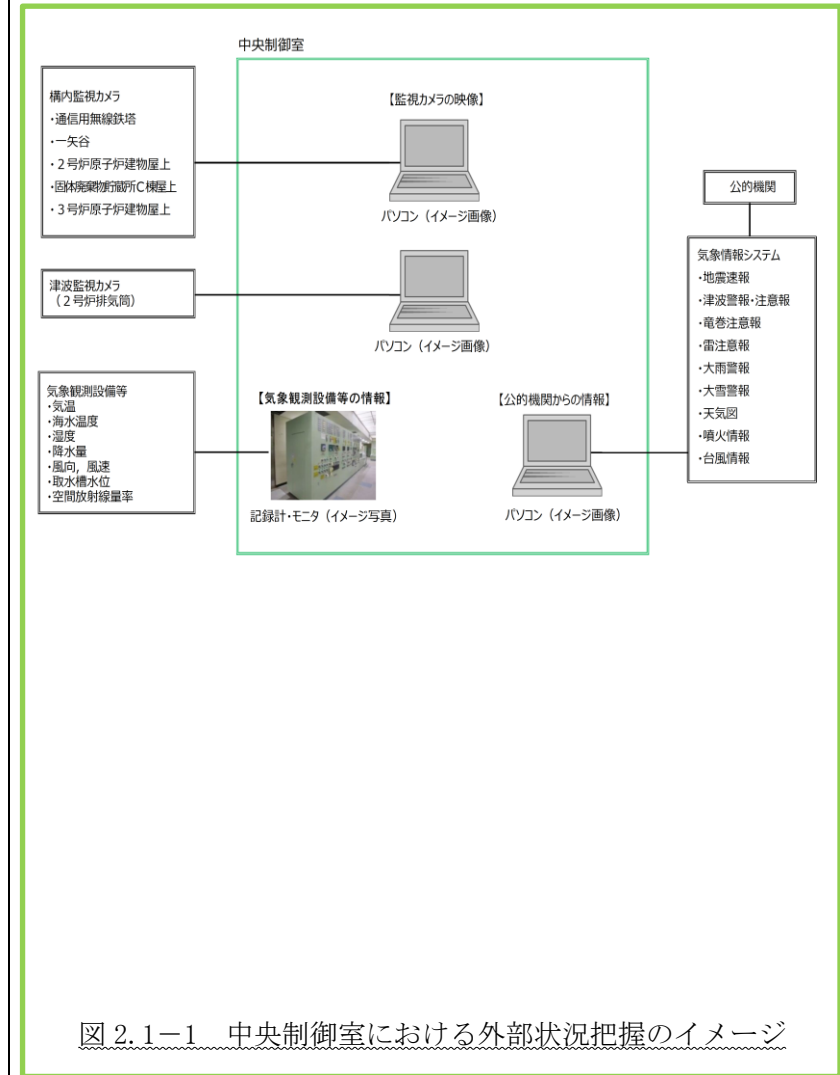 中央制御室
構内監視カメラ
・通信用無線鉄塔
・一矢谷
・２号炉原子炉建物屋上
・固体廃棄物貯蔵所Ｃ棟屋上
・３号炉原子炉建物屋上
【監視カメラの映像】
パソコン（イメージ画像）
津波監視カメラ
（２号炉排気筒）
パソコン（イメージ画像）
気象観測設備等
・気温
・海水温度
・湿度
・降水量
・風向，風速
・取水槽水位
・空間放射線量率
【気象観測設備等の情報】
記録計・モニタ（イメージ写真）
【公的機関からの情報】
パソコン（イメージ画像）
公的機関
気象情報システム
・地震速報
・津波警報・注意報
・竜巻注意報
・雷注意報
・大雨警報
・大雪警報
・天気図
・噴火情報
・台風情報
図 2.1－1　中央制御室における外部状況把握のイメージ